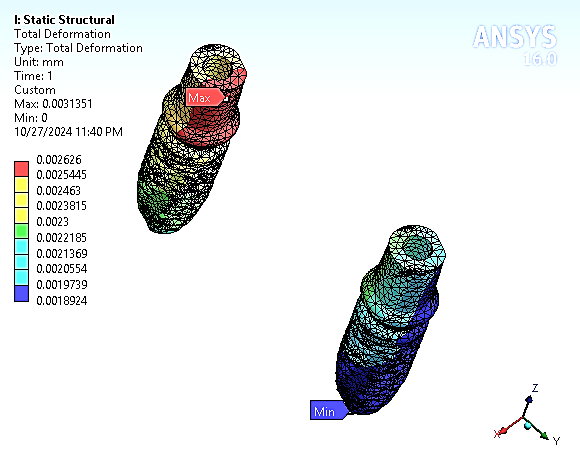 I: Static Structural
Total Deformation
Type: Total Deformation
Unit: mm
Time: 1
Custom
Max: 0.0031351
Min: 0
10/27/2024 11:40 PM
ANSYS
16.0
0.002626
0.0025445
0.002463
0.0023815
0.0023
0.0022185
0.0021369
0.0020554
0.0019739
0.0018924
Max
Min
Z
X
Y